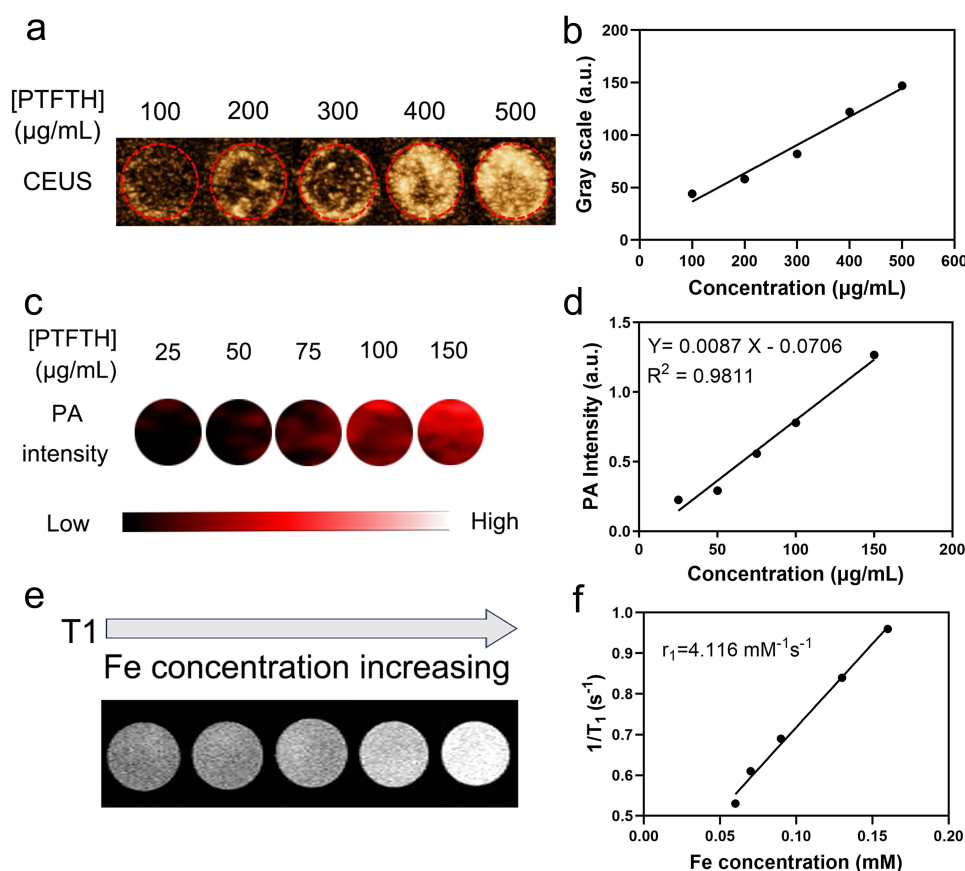 a
[PTFTH]
(µg/mL)
100 200 300 400 500
CEUS
b
Gray scale (a.u.)
200
150
100
50
0
0 100 200 300 400 500 600
Concentration (µg/mL)
c
[PTFTH]
(µg/mL)
25 50 75 100 150
PA
intensity
Low High
d
PA Intensity (a.u.)
Y= 0.0087 X - 0.0706
R² = 0.9811
1.5
1.0
0.5
0.0
0 50 100 150 200
Concentration (µg/mL)
e
T1
Fe concentration increasing
f
1/T₁ (s⁻¹)
r₁=4.116 mM⁻¹s⁻¹
1.0
0.9
0.8
0.7
0.6
0.5
0.00 0.05 0.10 0.15 0.20
Fe concentration (mM)